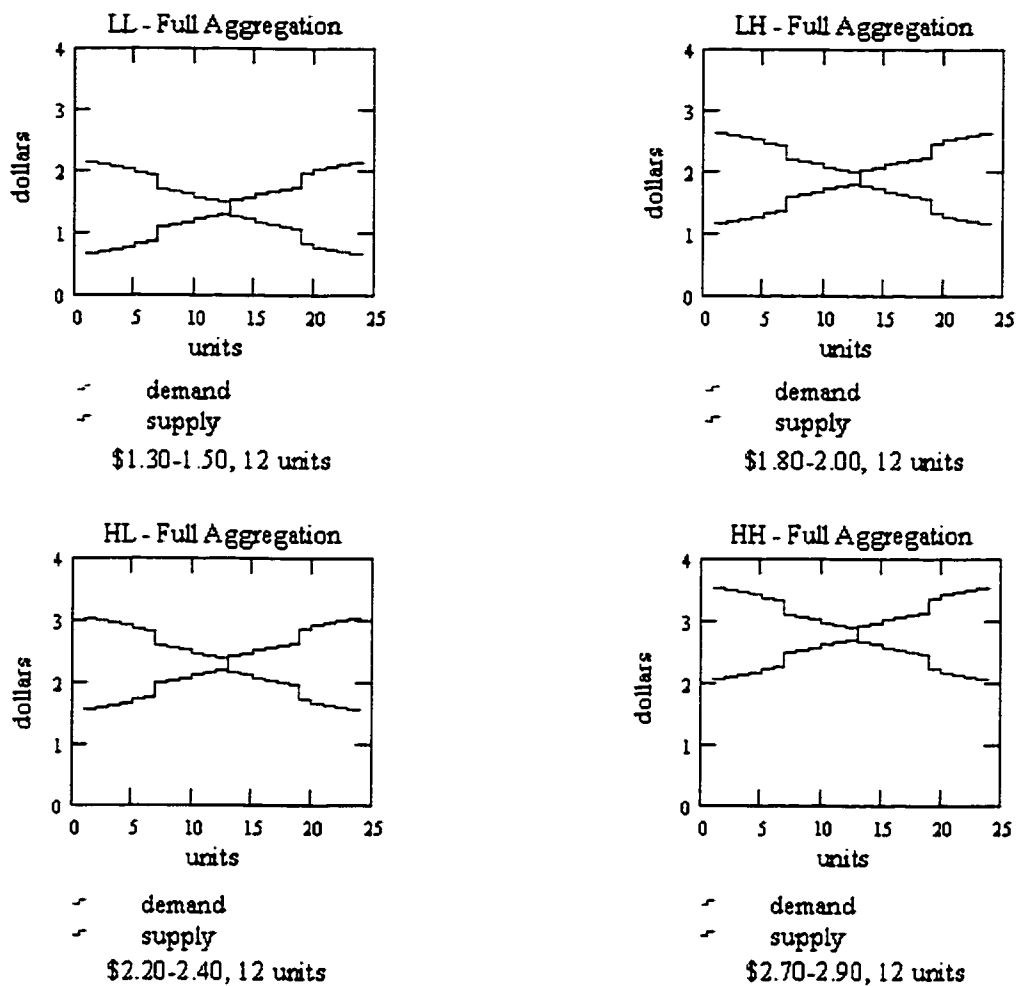 LL - Full Aggregation
4
3
2
1
0
dollars
0 5 10 15 20 25
units
demand
supply
$1.30-1.50, 12 units
LH - Full Aggregation
4
3
2
1
0
dollars
0 5 10 15 20 25
units
demand
supply
$1.80-2.00, 12 units
HL - Full Aggregation
4
3
2
1
0
dollars
0 5 10 15 20 25
units
demand
supply
$2.20-2.40, 12 units
HH - Full Aggregation
4
3
2
1
0
dollars
0 5 10 15 20 25
units
demand
supply
$2.70-2.90, 12 units